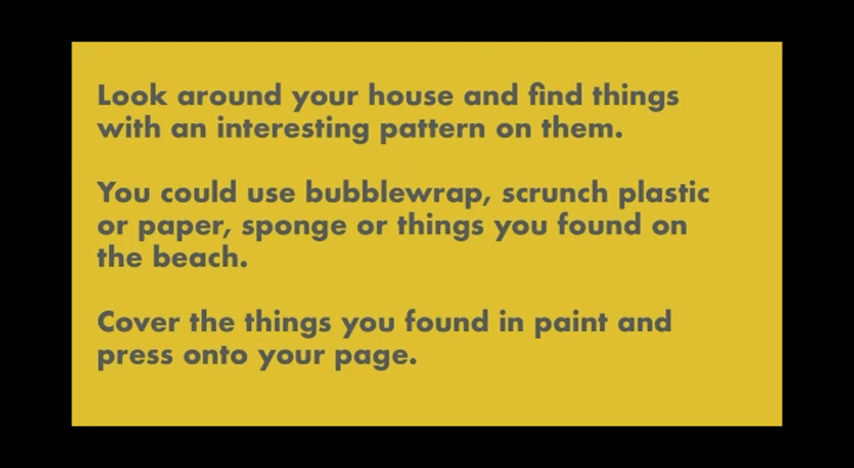 Look around your house and find things
with an interesting pattern on them.
You could use bubblewrap, scrunch plastic
or paper, sponge or things you found on
the beach.
Cover the things you found in paint and
press onto your page.